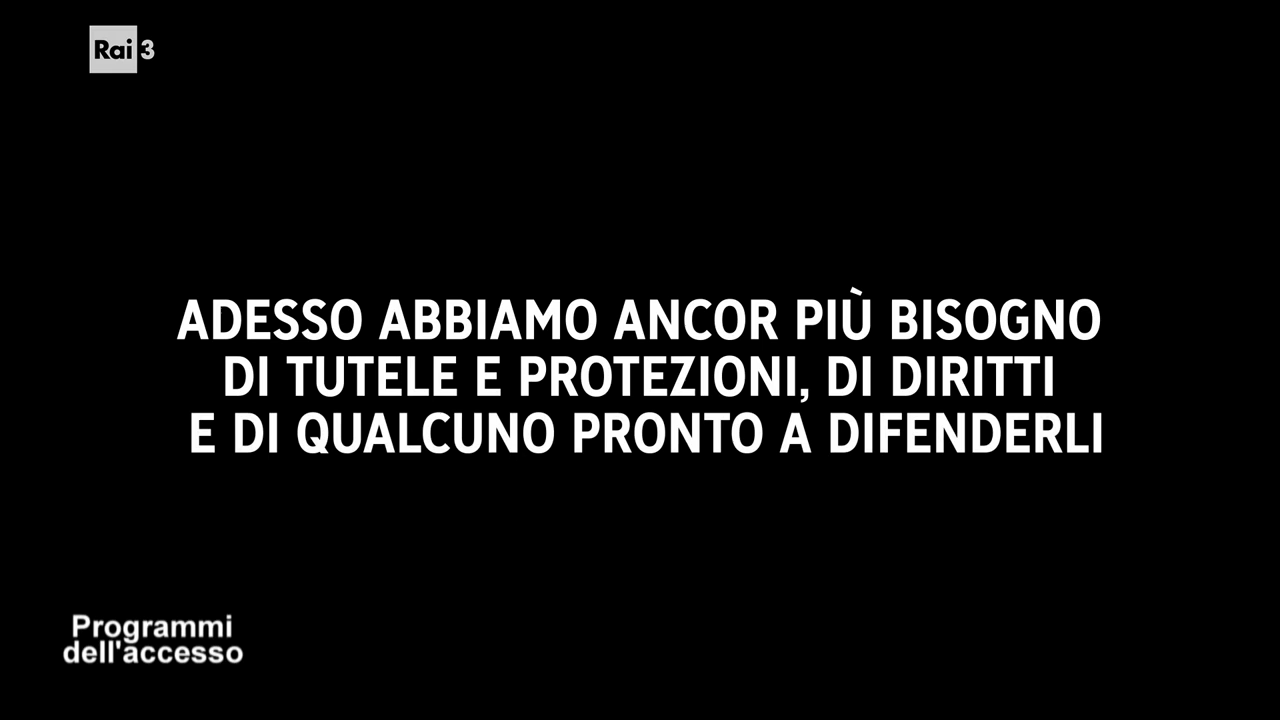 Rai 3
ADESSO ABBIAMO ANCOR PIÙ BISOGNO
DI TUTELE E PROTEZIONI, DI DIRITTI
E DI QUALCUNO PRONTO A DIFENDERLI
Programmi
dell'accesso